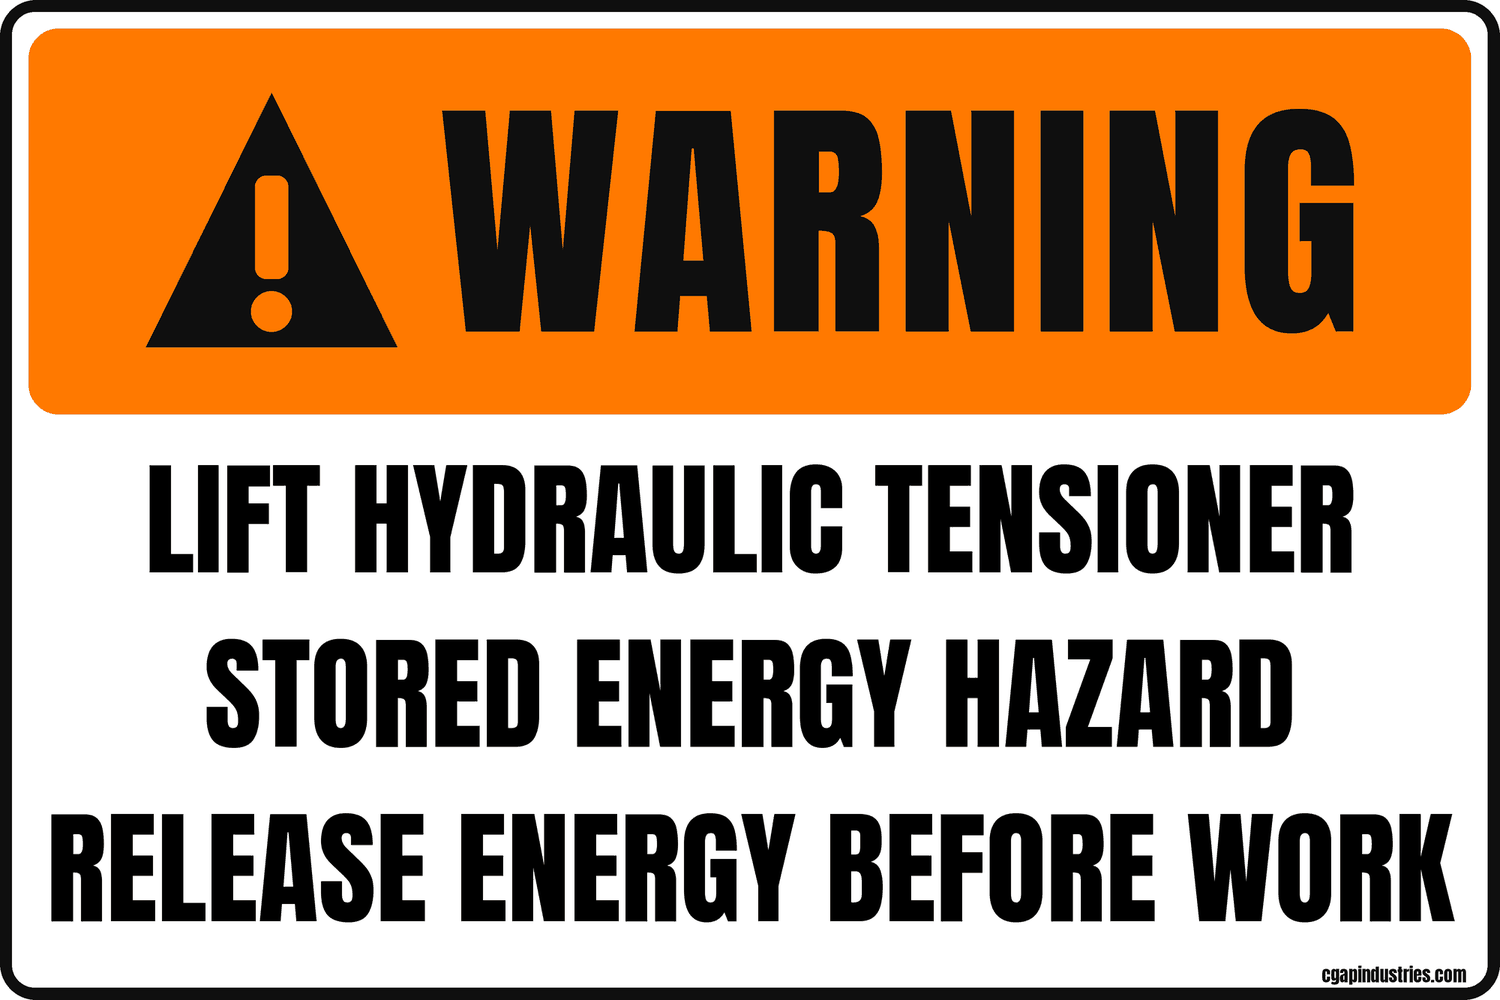 WARNING
LIFT HYDRAULIC TENSIONER
STORED ENERGY HAZARD
RELEASE ENERGY BEFORE WORK
cgapindustries.com